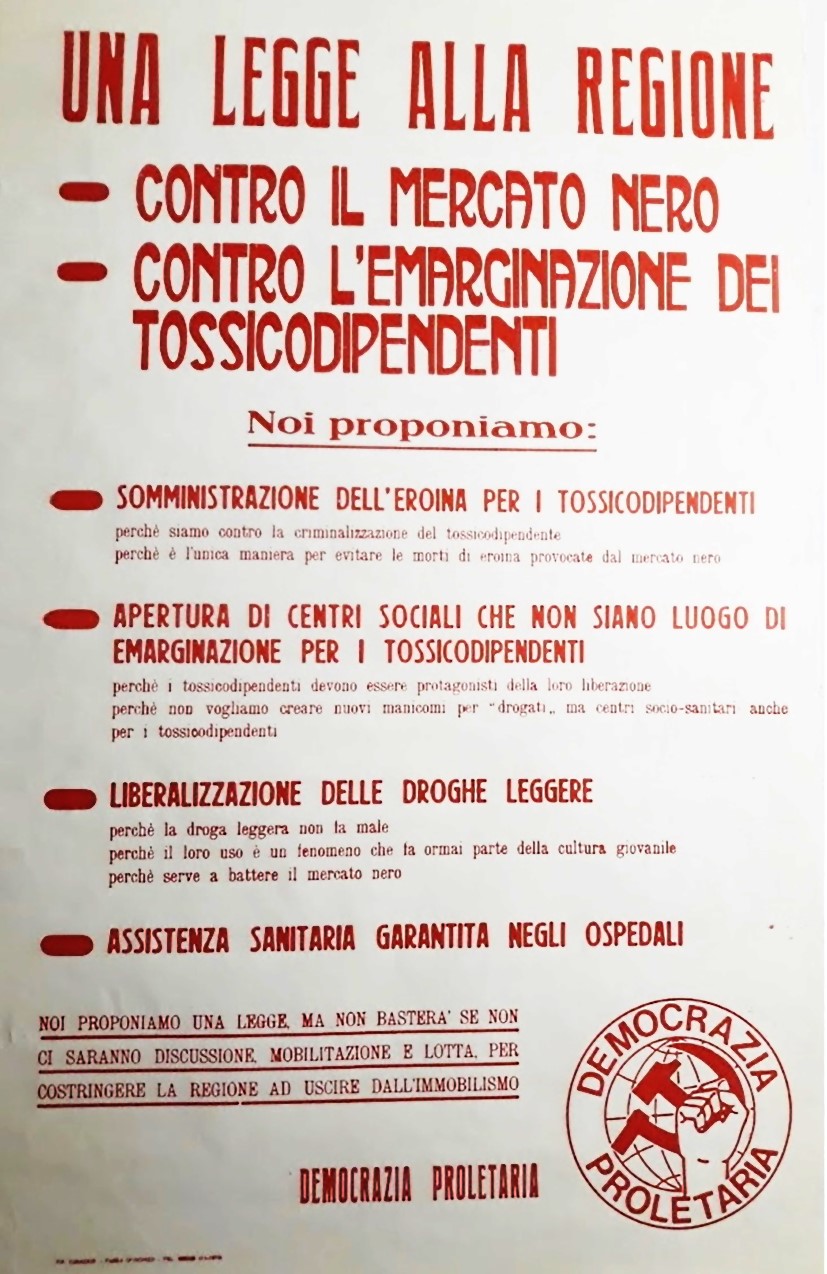 UNA LEGGE ALLA REGIONE
CONTRO IL MERCATO NERO
CONTRO L'EMARGINAZIONE DEI
TOSSICODIPENDENTI
Noi proponiamo:
SOMMINISTRAZIONE DELL'EROINA PER I TOSSICODIPENDENTI
perchè siamo contro la criminalizzazione del tossicodipendente
perchè è l'unica maniera per evitare le morti di eroina provocate dal mercato nero
APERTURA DI CENTRI SOCIALI CHE NON SIANO LUOGO DI
EMARGINAZIONE PER I TOSSICODIPENDENTI
perchè i tossicodipendenti devono essere protagonisti della loro liberazione
perchè non vogliamo creare nuovi manicomi per "drogati„ ma centri socio-sanitari anche
per i tossicodipendenti
LIBERALIZZAZIONE DELLE DROGHE LEGGERE
perchè la droga leggera non fa male
perchè il loro uso è un fenomeno che fa ormai parte della cultura giovanile
perchè serve a battere il mercato nero
ASSISTENZA SANITARIA GARANTITA NEGLI OSPEDALI
NOI PROPONIAMO UNA LEGGE, MA NON BASTERA' SE NON
CI SARANNO DISCUSSIONE, MOBILITAZIONE E LOTTA, PER
COSTRINGERE LA REGIONE AD USCIRE DALL'IMMOBILISMO
DEMOCRAZIA
PROLETARIA
DEMOCRAZIA PROLETARIA